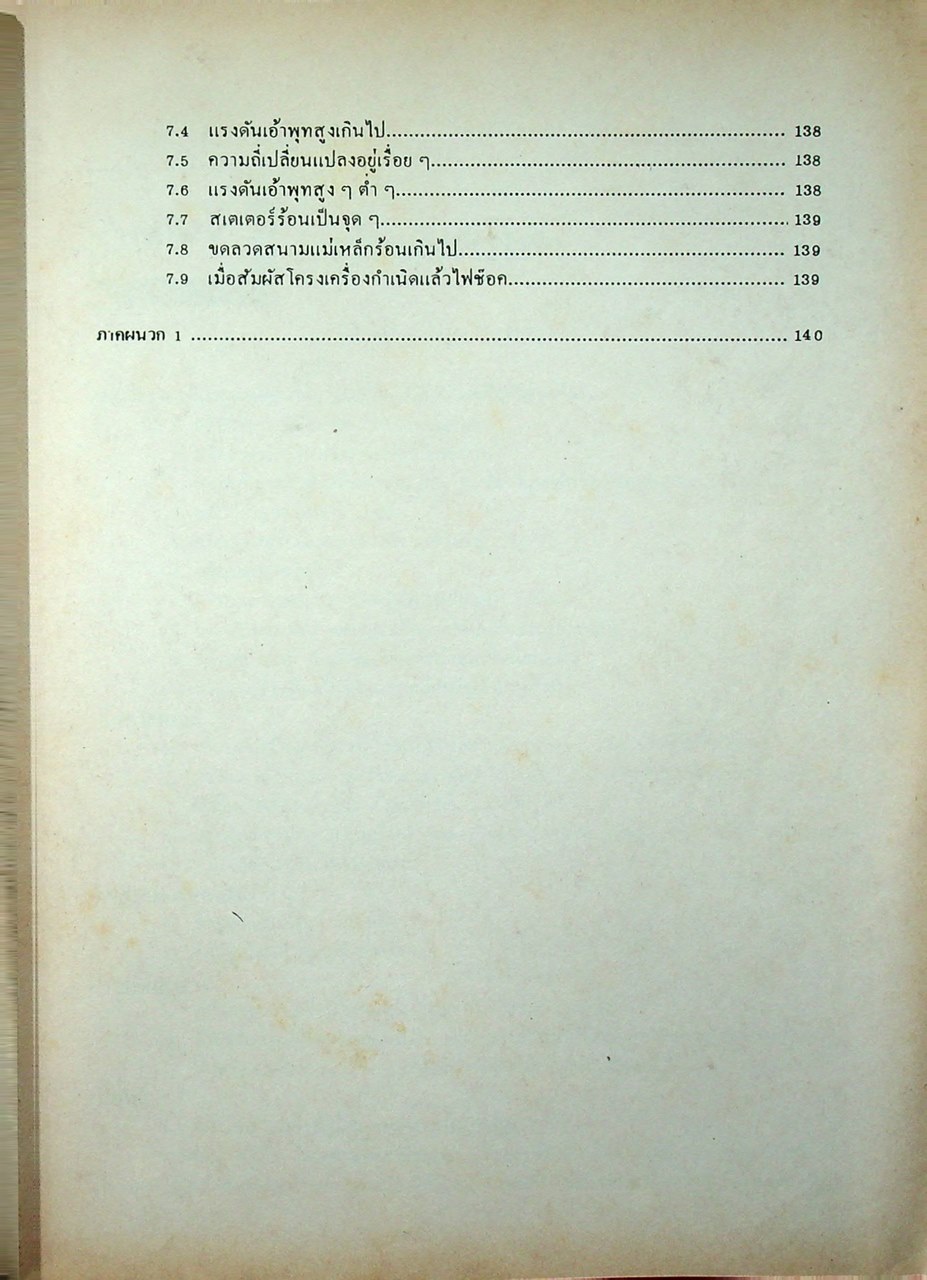 7.4 แรงดันเอ้าพุทสูงเกินไป........................................................................ 138
7.5 ความถี่เปลี่ยนแปลงอยู่เรื่อย ๆ................................................................ 138
7.6 แรงดันเอ้าพุทสูง ๆ ต่ำ ๆ...................................................................... 138
7.7 สเตเตอร์ร้อนเป็นจุด ๆ......................................................................... 139
7.8 ขดลวดสนามแม่เหล็กร้อนเกินไป........................................................... 139
7.9 เมื่อสัมผัสโครงเครื่องกำเนิดแล้วไฟช๊อค.................................................. 139
ภาคผนวก 1 ............................................................................................................ 140